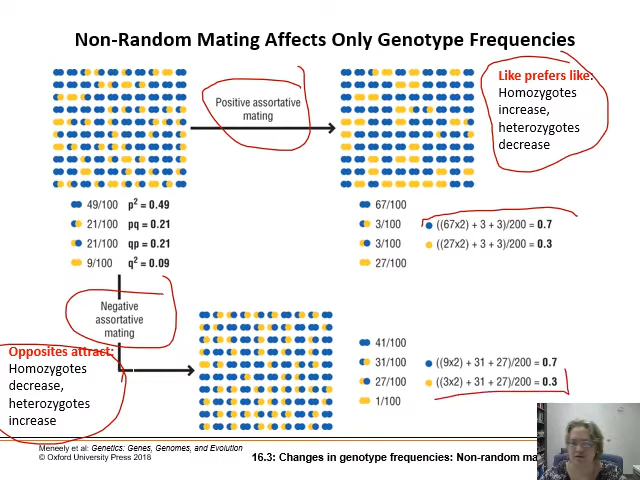 Non-Random Mating Affects Only Genotype Frequencies
Positive assortative
mating
Like prefers like:
Homozygotes
increase,
heterozygotes
decrease
49/100 p² = 0.49
21/100 pq = 0.21
21/100 qp = 0.21
9/100 q² = 0.09
67/100
3/100 ((67x2) + 3 + 3)/200 = 0.7
3/100 ((27x2) + 3 + 3)/200 = 0.3
27/100
Negative
assortative
mating
Opposites attract:
Homozygotes
decrease,
heterozygotes
increase
41/100
31/100 ((9x2) + 31 + 27)/200 = 0.7
27/100 ((3x2) + 31 + 27)/200 = 0.3
1/100
Meneely et al: Genetics: Genes, Genomes, and Evolution
© Oxford University Press 2018
16.3: Changes in genotype frequencies: Non-random ma